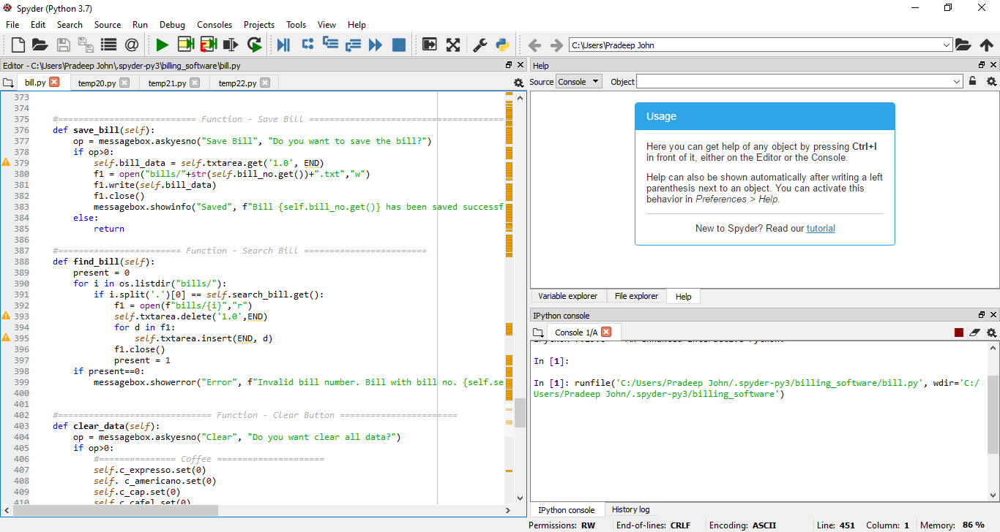 Spyder (Python 3.7)
File Edit Search Source Run Debug Consoles Projects Tools View Help
C:\Users\Pradeep John
Editor - C:\Users\Pradeep John\.spyder-py3\billing_software\bill.py
bill.py temp20.py temp21.py temp22.py
373
374
375 #=========================== Function - Save Bill ======================================
376 def save_bill(self):
377 op = messagebox.askyesno("Save Bill", "Do you want to save the bill?")
378 if op>0:
379 self.bill_data = self.txtarea.get('1.0', END)
380 f1 = open("bills/"+str(self.bill_no.get())+".txt","w")
381 f1.write(self.bill_data)
382 f1.close()
383 messagebox.showinfo("Saved", f"Bill {self.bill_no.get()} has been saved successf
384 else:
385 return
386
387 #======================== Function - Search Bill ========================
388 def find_bill(self):
389 present = 0
390 for i in os.listdir("bills/"):
391 if i.split('.')[0] == self.search_bill.get():
392 f1 = open(f"bills/{i}","r")
393 self.txtarea.delete('1.0',END)
394 for d in f1:
395 self.txtarea.insert(END, d)
396 f1.close()
397 present = 1
398 if present==0:
399 messagebox.showerror("Error", f"Invalid bill number. Bill with bill no. {self.se
400
401
402 #============================== Function - Clear Button =======================
403 def clear_data(self):
404 op = messagebox.askyesno("Clear", "Do you want clear all data?")
405 if op>0:
406 #=============== Coffee =====================
407 self.c_expresso.set(0)
408 self. c_americano.set(0)
409 self.c_cap.set(0)
410 self.c_cafel.set(0)
Help
Source Console Object
Usage
Here you can get help of any object by pressing Ctrl+I
in front of it, either on the Editor or the Console.
Help can also be shown automatically after writing a left
parenthesis next to an object. You can activate this
behavior in Preferences > Help.
New to Spyder? Read our tutorial
Variable explorer File explorer Help
IPython console
Console 1/A
In [1]:
In [1]: runfile('C:/Users/Pradeep John/.spyder-py3/billing_software/bill.py', wdir='C:/
Users/Pradeep John/.spyder-py3/billing_software')
IPython console History log
Permissions: RW End-of-lines: CRLF Encoding: ASCII Line: 451 Column: 1 Memory: 86 %